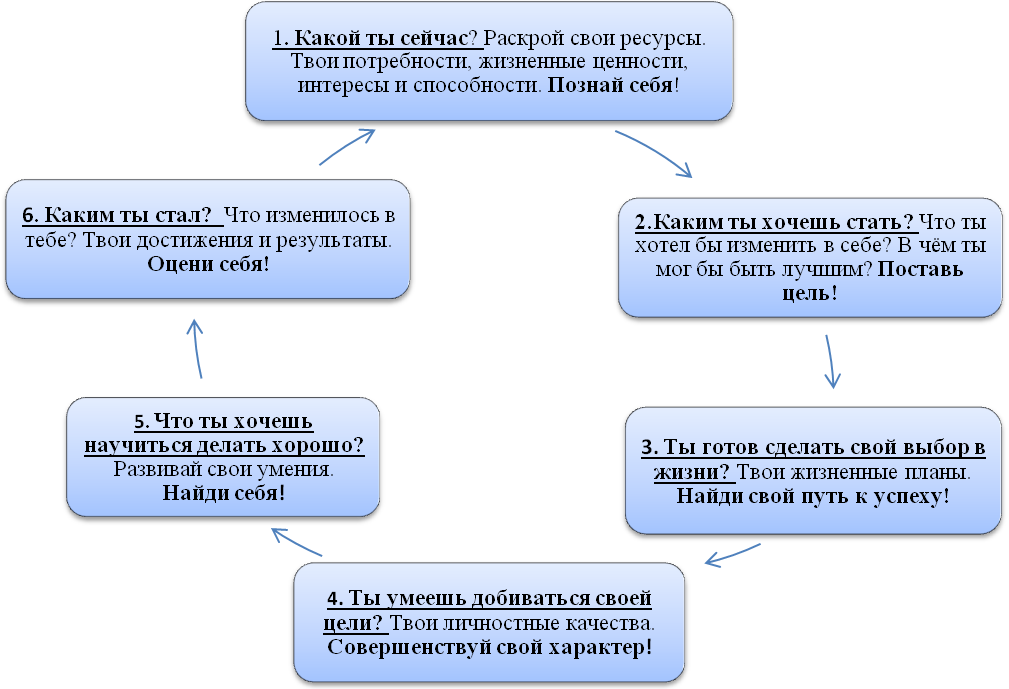 1. Какой ты сейчас? Раскрой свои ресурсы.
Твои потребности, жизненные ценности,
интересы и способности. Познай себя!
2.Каким ты хочешь стать? Что ты
хотел бы изменить в себе? В чём ты
мог бы быть лучшим? Поставь
цель!
3. Ты готов сделать свой выбор в
жизни? Твои жизненные планы.
Найди свой путь к успеху!
4. Ты умеешь добиваться своей
цели? Твои личностные качества.
Совершенствуй свой характер!
5. Что ты хочешь
научиться делать хорошо?
Развивай свои умения.
Найди себя!
6. Каким ты стал? Что изменилось в
тебе? Твои достижения и результаты.
Оцени себя!